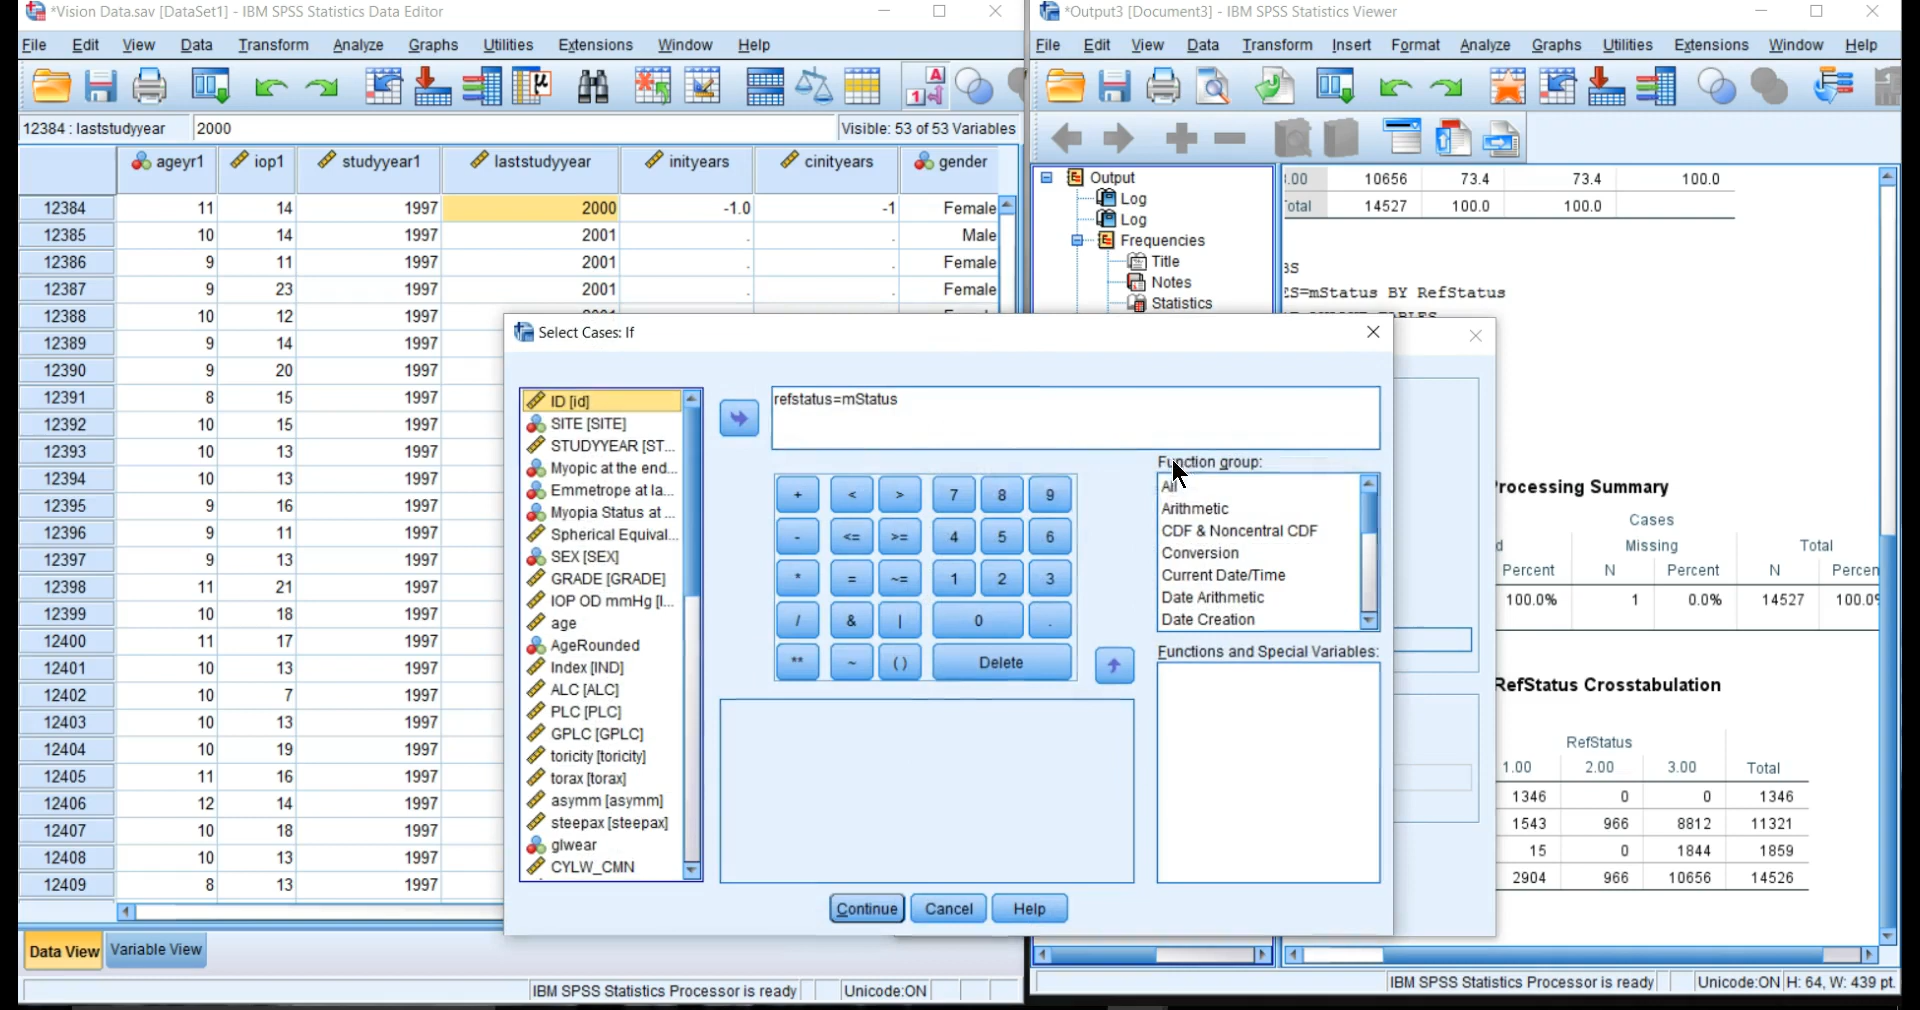 *Vision Data.sav [DataSet1] - IBM SPSS Statistics Data Editor
File Edit View Data Transform Analyze Graphs Utilities Extensions Window Help
12384 : laststudyyear 2000 Visible: 53 of 53 Variables
ageyr1 iop1 studyyear1 laststudyyear inityears cinityears gender
12384 11 14 1997 2000 -1.0 -1 Female
12385 10 14 1997 2001 . . Male
12386 9 11 1997 2001 . . Female
12387 9 23 1997 2001 . . Female
12388 10 12 1997
12389 9 14 1997
12390 9 20 1997
12391 8 15 1997
12392 10 15 1997
12393 10 13 1997
12394 10 13 1997
12395 9 16 1997
12396 9 11 1997
12397 9 13 1997
12398 11 21 1997
12399 10 18 1997
12400 11 17 1997
12401 10 13 1997
12402 10 7 1997
12403 10 13 1997
12404 10 19 1997
12405 11 16 1997
12406 12 14 1997
12407 10 18 1997
12408 10 13 1997
12409 8 13 1997
Data View Variable View
IBM SPSS Statistics Processor is ready Unicode:ON
Select Cases: If
ID [id]
SITE [SITE]
STUDYYEAR [ST...
Myopic at the end...
Emmetrope at la...
Myopia Status at ...
Spherical Equival...
SEX [SEX]
GRADE [GRADE]
IOP OD mmHg [I...
age
AgeRounded
Index [IND]
ALC [ALC]
PLC [PLC]
GPLC [GPLC]
toricity [toricity]
torax [torax]
asymm [asymm]
steepax [steepax]
glwear
CYLW_CMN
refstatus=mStatus
+ < > 7 8 9
- <= >= 4 5 6
* = ~= 1 2 3
/ & | 0 .
** ~ ( ) Delete
Function group:
All
Arithmetic
CDF & Noncentral CDF
Conversion
Current Date/Time
Date Arithmetic
Date Creation
Functions and Special Variables:
Continue Cancel Help
*Output3 [Document3] - IBM SPSS Statistics Viewer
File Edit View Data Transform Insert Format Analyze Graphs Utilities Extensions Window Help
Output
Log
Log
Frequencies
Title
Notes
Statistics
.00 10656 73.4 73.4 100.0
otal 14527 100.0 100.0
BS
ES=mStatus BY RefStatus
rocessing Summary
Cases
d Missing Total
Percent N Percent N Percen
100.0% 1 0.0% 14527 100.0%
RefStatus Crosstabulation
RefStatus
1.00 2.00 3.00 Total
1346 0 0 1346
1543 966 8812 11321
15 0 1844 1859
2904 966 10656 14526
IBM SPSS Statistics Processor is ready Unicode:ON H: 64, W: 439 pt.